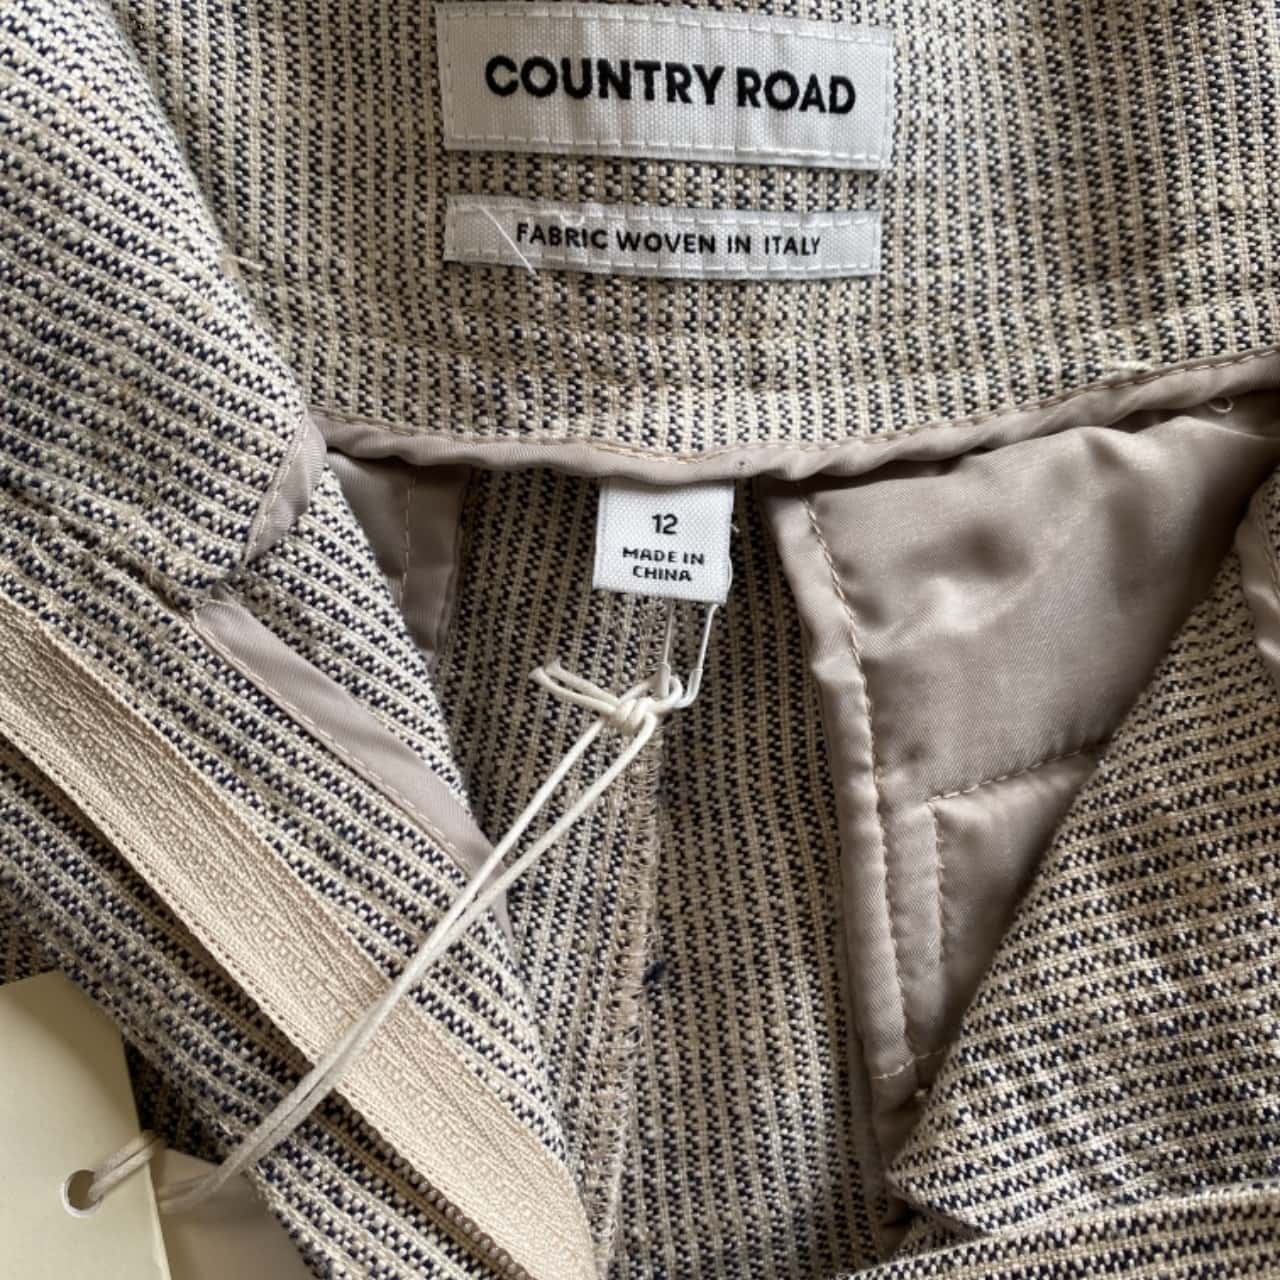 COUNTRY ROAD
FABRIC WOVEN IN ITALY
12
MADE IN
CHINA